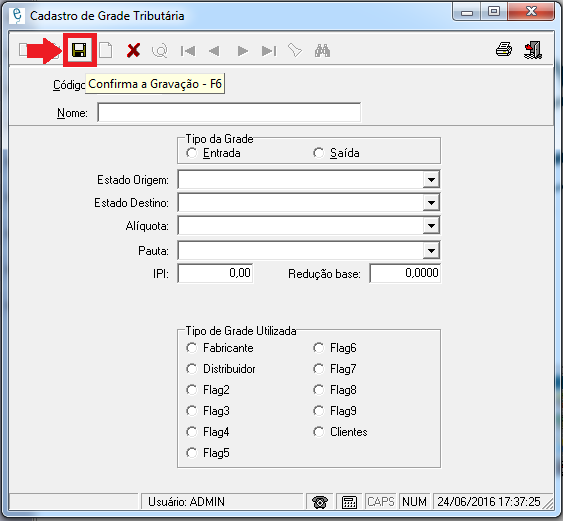 Cadastro de Grade Tributária
Código
Confirma a Gravação - F6
Nome:
Tipo da Grade
Entrada Saída
Estado Origem:
Estado Destino:
Alíquota:
Pauta:
IPI: 0,00 Redução base: 0,0000
Tipo de Grade Utilizada
Fabricante Flag6
Distribuidor Flag7
Flag2 Flag8
Flag3 Flag9
Flag4 Clientes
Flag5
Usuário: ADMIN CAPS NUM 24/06/2016 17:37:25